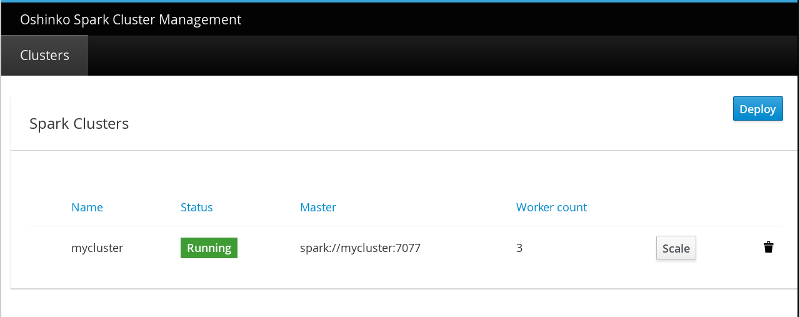 Oshinko Spark Cluster Management
Clusters
Deploy
Spark Clusters
Name Status Master Worker count
mycluster Running spark://mycluster:7077 3 Scale